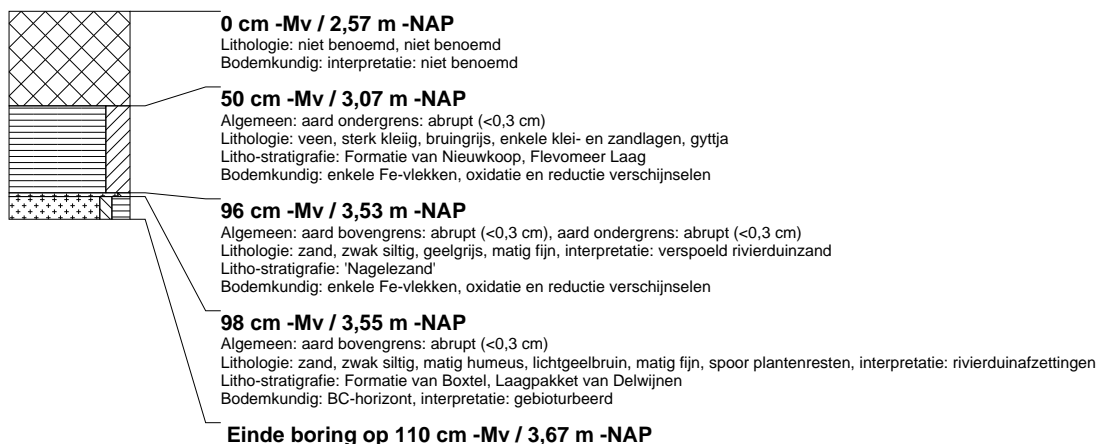 0 cm -Mv / 2,57 m -NAP
Lithologie: niet benoemd, niet benoemd
Bodemkundig: interpretatie: niet benoemd
50 cm -Mv / 3,07 m -NAP
Algemeen: aard ondergrens: abrupt (<0,3 cm)
Lithologie: veen, sterk kleiig, bruingrijs, enkele klei- en zandlagen, gyttja
Litho-stratigrafie: Formatie van Nieuwkoop, Flevomeer Laag
Bodemkundig: enkele Fe-vlekken, oxidatie en reductie verschijnselen
96 cm -Mv / 3,53 m -NAP
Algemeen: aard bovengrens: abrupt (<0,3 cm), aard ondergrens: abrupt (<0,3 cm)
Lithologie: zand, zwak siltig, geelgrijs, matig fijn, interpretatie: verspoeld rivierduinzand
Litho-stratigrafie: 'Nagelezand'
Bodemkundig: enkele Fe-vlekken, oxidatie en reductie verschijnselen
98 cm -Mv / 3,55 m -NAP
Algemeen: aard bovengrens: abrupt (<0,3 cm)
Lithologie: zand, zwak siltig, matig humeus, lichtgeelbruin, matig fijn, spoor plantenresten, interpretatie: rivierduinafzettingen
Litho-stratigrafie: Formatie van Boxtel, Laagpakket van Delwijnen
Bodemkundig: BC-horizont, interpretatie: gebioturbeerd
Einde boring op 110 cm -Mv / 3,67 m -NAP